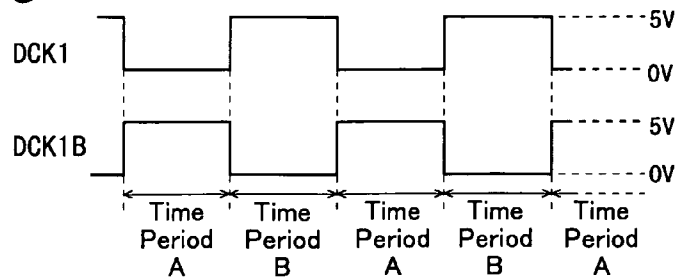 5V
DCK1
0V
5V
DCK1B
0V
Time Period A
Time Period B
Time Period A
Time Period B
Time Period A